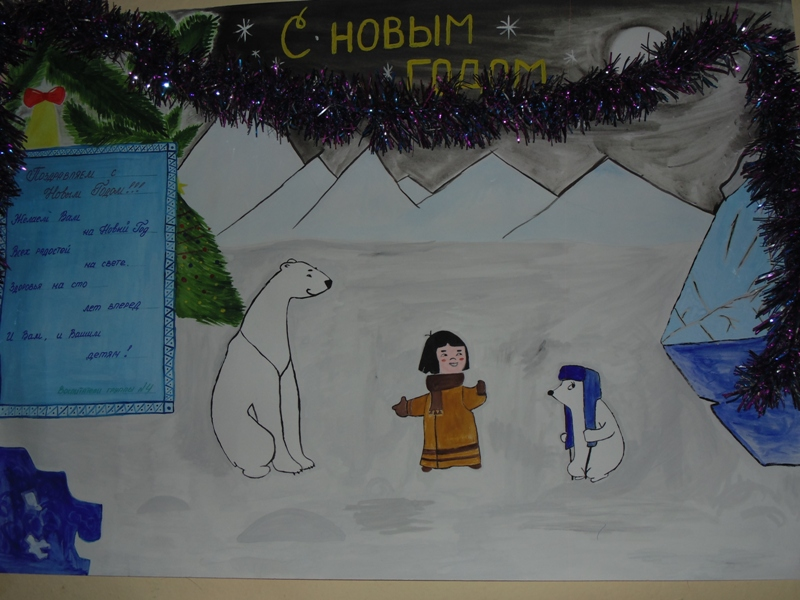 С НОВЫМ
ГОДОМ
Поздравляем с
Новым Годом!!!
Желаем Вам
на Новый Год
Всех радостей
на свете
Здоровья на сто
лет вперед
И Вам, и Вашим
детям!